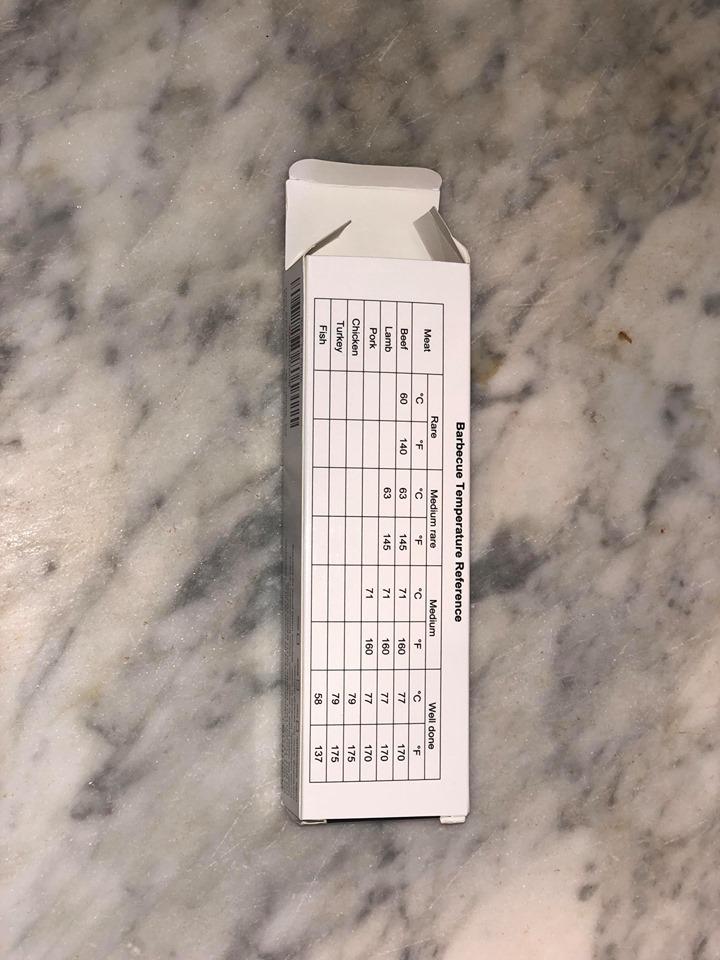 Barbecue Temperature Reference
Meat Rare Medium rare Medium Well done
°C °F °C °F °C °F °C °F
Beef 60 140 63 145 71 160 77 170
Lamb 63 145 71 160 77 170
Pork 71 160 77 170
Chicken 79 175
Turkey 79 175
Fish 58 137